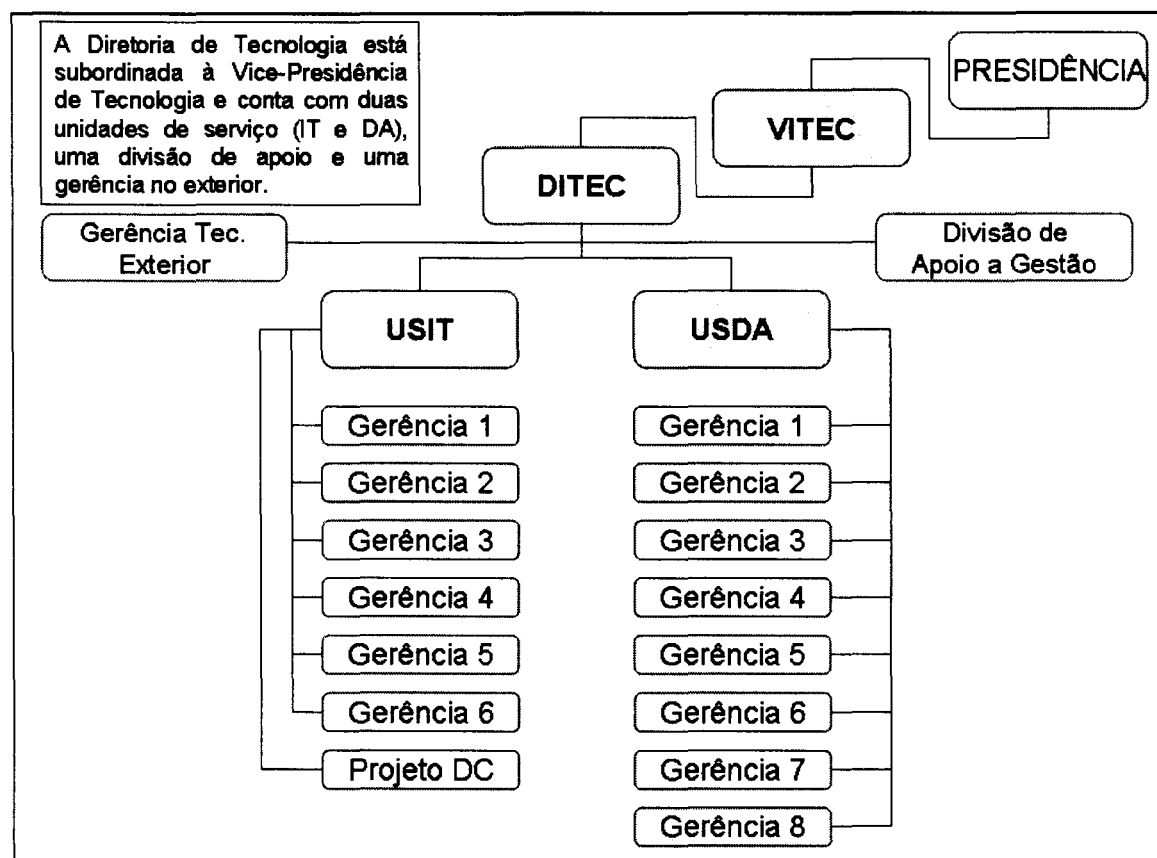 A Diretoria de Tecnologia está
subordinada à Vice-Presidência
de Tecnologia e conta com duas
unidades de serviço (IT e DA),
uma divisão de apoio e uma
gerência no exterior.
PRESIDÊNCIA
VITEC
DITEC
Gerência Tec.
Exterior
Divisão de
Apoio a Gestão
USIT
USDA
Gerência 1
Gerência 2
Gerência 3
Gerência 4
Gerência 5
Gerência 6
Projeto DC
Gerência 1
Gerência 2
Gerência 3
Gerência 4
Gerência 5
Gerência 6
Gerência 7
Gerência 8